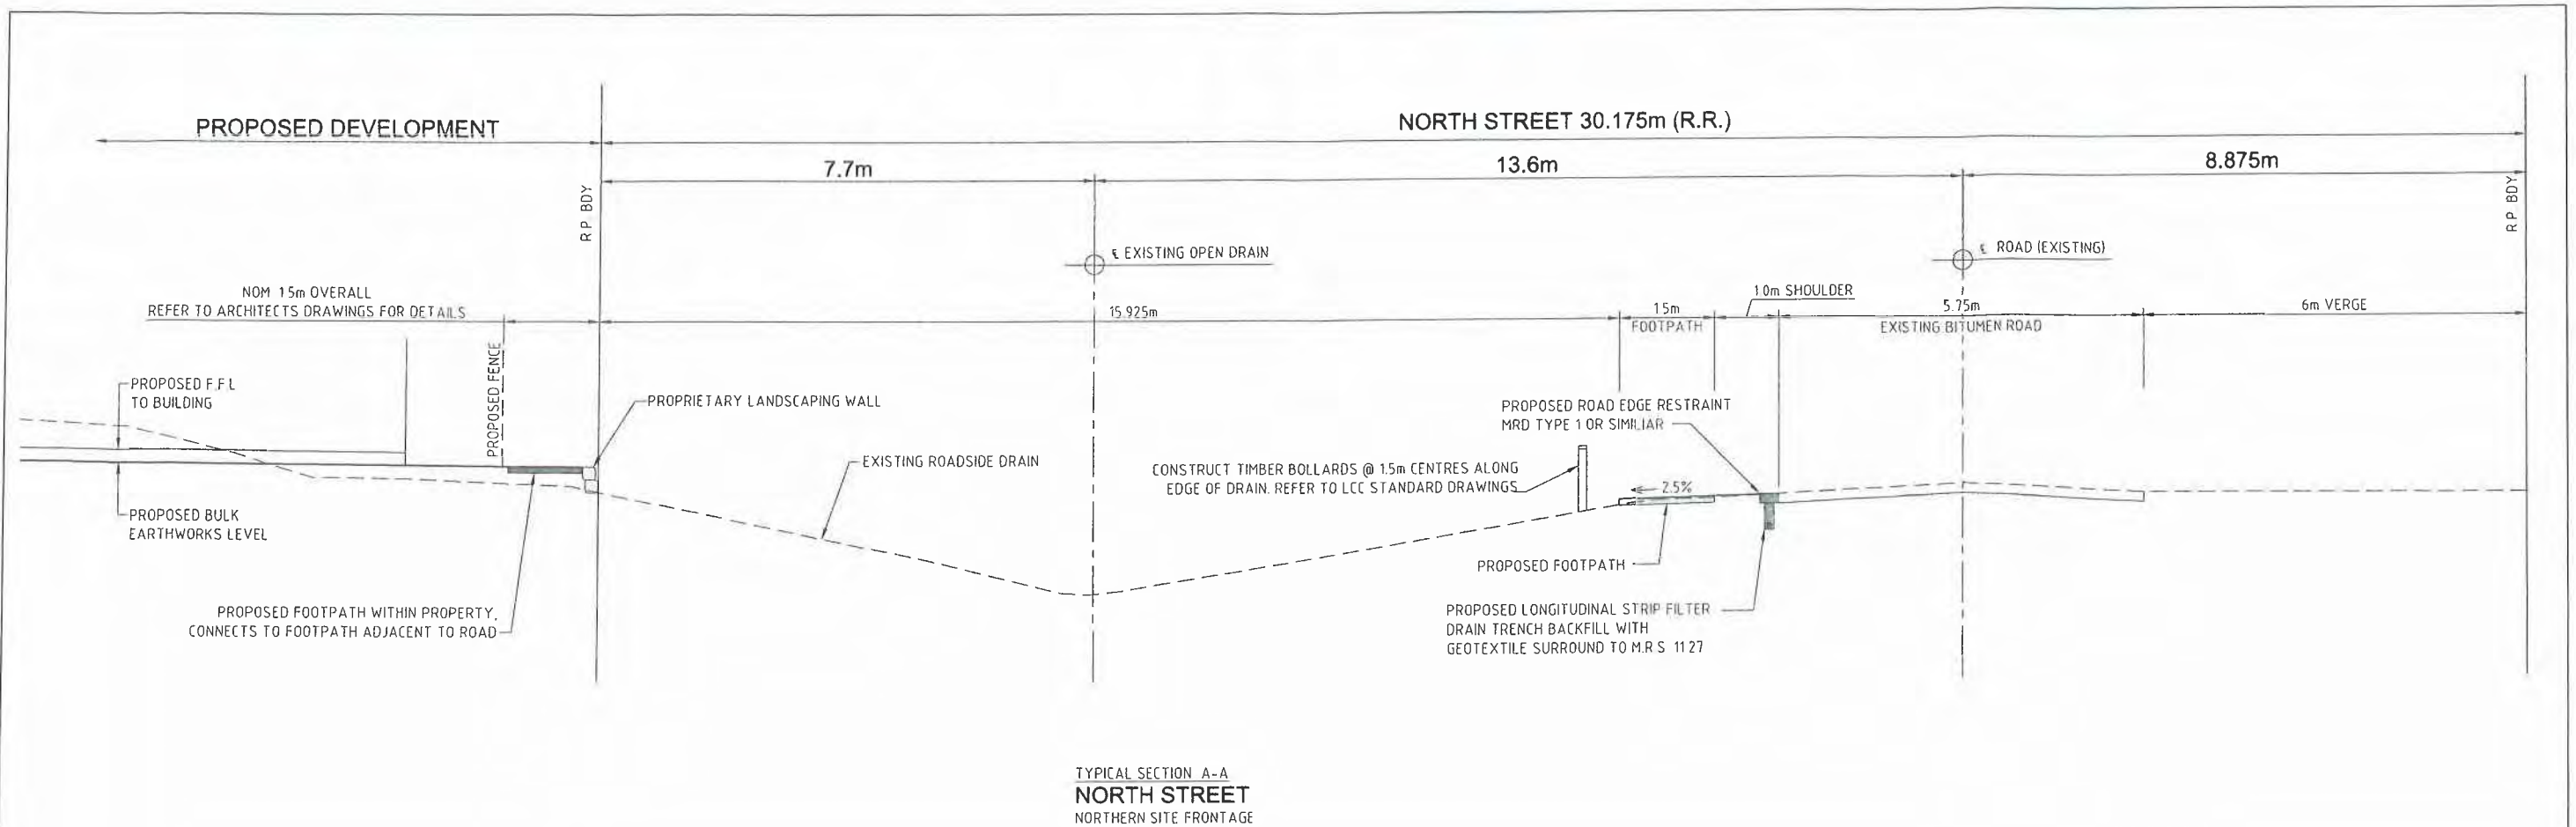 PROPOSED DEVELOPMENT
NORTH STREET 30.175m (R.R.)
7.7m
13.6m
8.875m
R P BDY
R P BDY
℄ EXISTING OPEN DRAIN
℄ ROAD (EXISTING)
NOM 15m OVERALL
REFER TO ARCHITECTS DRAWINGS FOR DETAILS
15.925m
15m
FOOTPATH
10m SHOULDER
5.75m
EXISTING BITUMEN ROAD
6m VERGE
PROPOSED FENCE
PROPOSED F.F.L
TO BUILDING
PROPRIETARY LANDSCAPING WALL
PROPOSED ROAD EDGE RESTRAINT
MRD TYPE 1 OR SIMILIAR
EXISTING ROADSIDE DRAIN
CONSTRUCT TIMBER BOLLARDS @ 1.5m CENTRES ALONG
EDGE OF DRAIN. REFER TO LCC STANDARD DRAWINGS
2.5%
PROPOSED BULK
EARTHWORKS LEVEL
PROPOSED FOOTPATH
PROPOSED FOOTPATH WITHIN PROPERTY,
CONNECTS TO FOOTPATH ADJACENT TO ROAD
PROPOSED LONGITUDINAL STRIP FILTER
DRAIN TRENCH BACKFILL WITH
GEOTEXTILE SURROUND TO M.R.S 11 27
TYPICAL SECTION A-A
NORTH STREET
NORTHERN SITE FRONTAGE